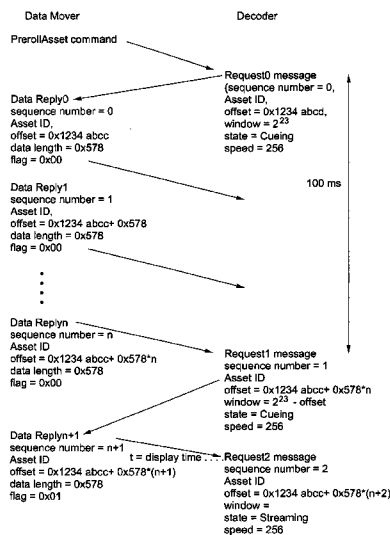 Data Mover
Decoder
PrerollAsset command
Request0 message
(sequence number = 0,
Asset ID,
offset = 0x1234 abcd,
window = 2^23
state = Cueing
speed = 256
Data Reply0
sequence number = 0
Asset ID,
offset = 0x1234 abcc
data length = 0x578
flag = 0x00
100 ms
Data Reply1
sequence number = 1
Asset ID,
offset = 0x1234 abcc+ 0x578
data length = 0x578
flag = 0x00
Data Replyn
sequence number = n
Asset ID
offset = 0x1234 abcc+ 0x578*n
data length = 0x578
flag = 0x00
Request1 message
sequence number = 1
Asset ID
offset = 0x1234 abcc+ 0x578*n
window = 2^23 - offset
state = Cueing
speed = 256
Data Replyn+1
sequence number = n+1
Asset ID
offset = 0x1234 abcc+ 0x578*(n+1)
data length = 0x578
flag = 0x01
t = display time . . . .
Request2 message
sequence number = 2
Asset ID
offset = 0x1234 abcc+ 0x578*(n+2)
window =
state = Streaming
speed = 256